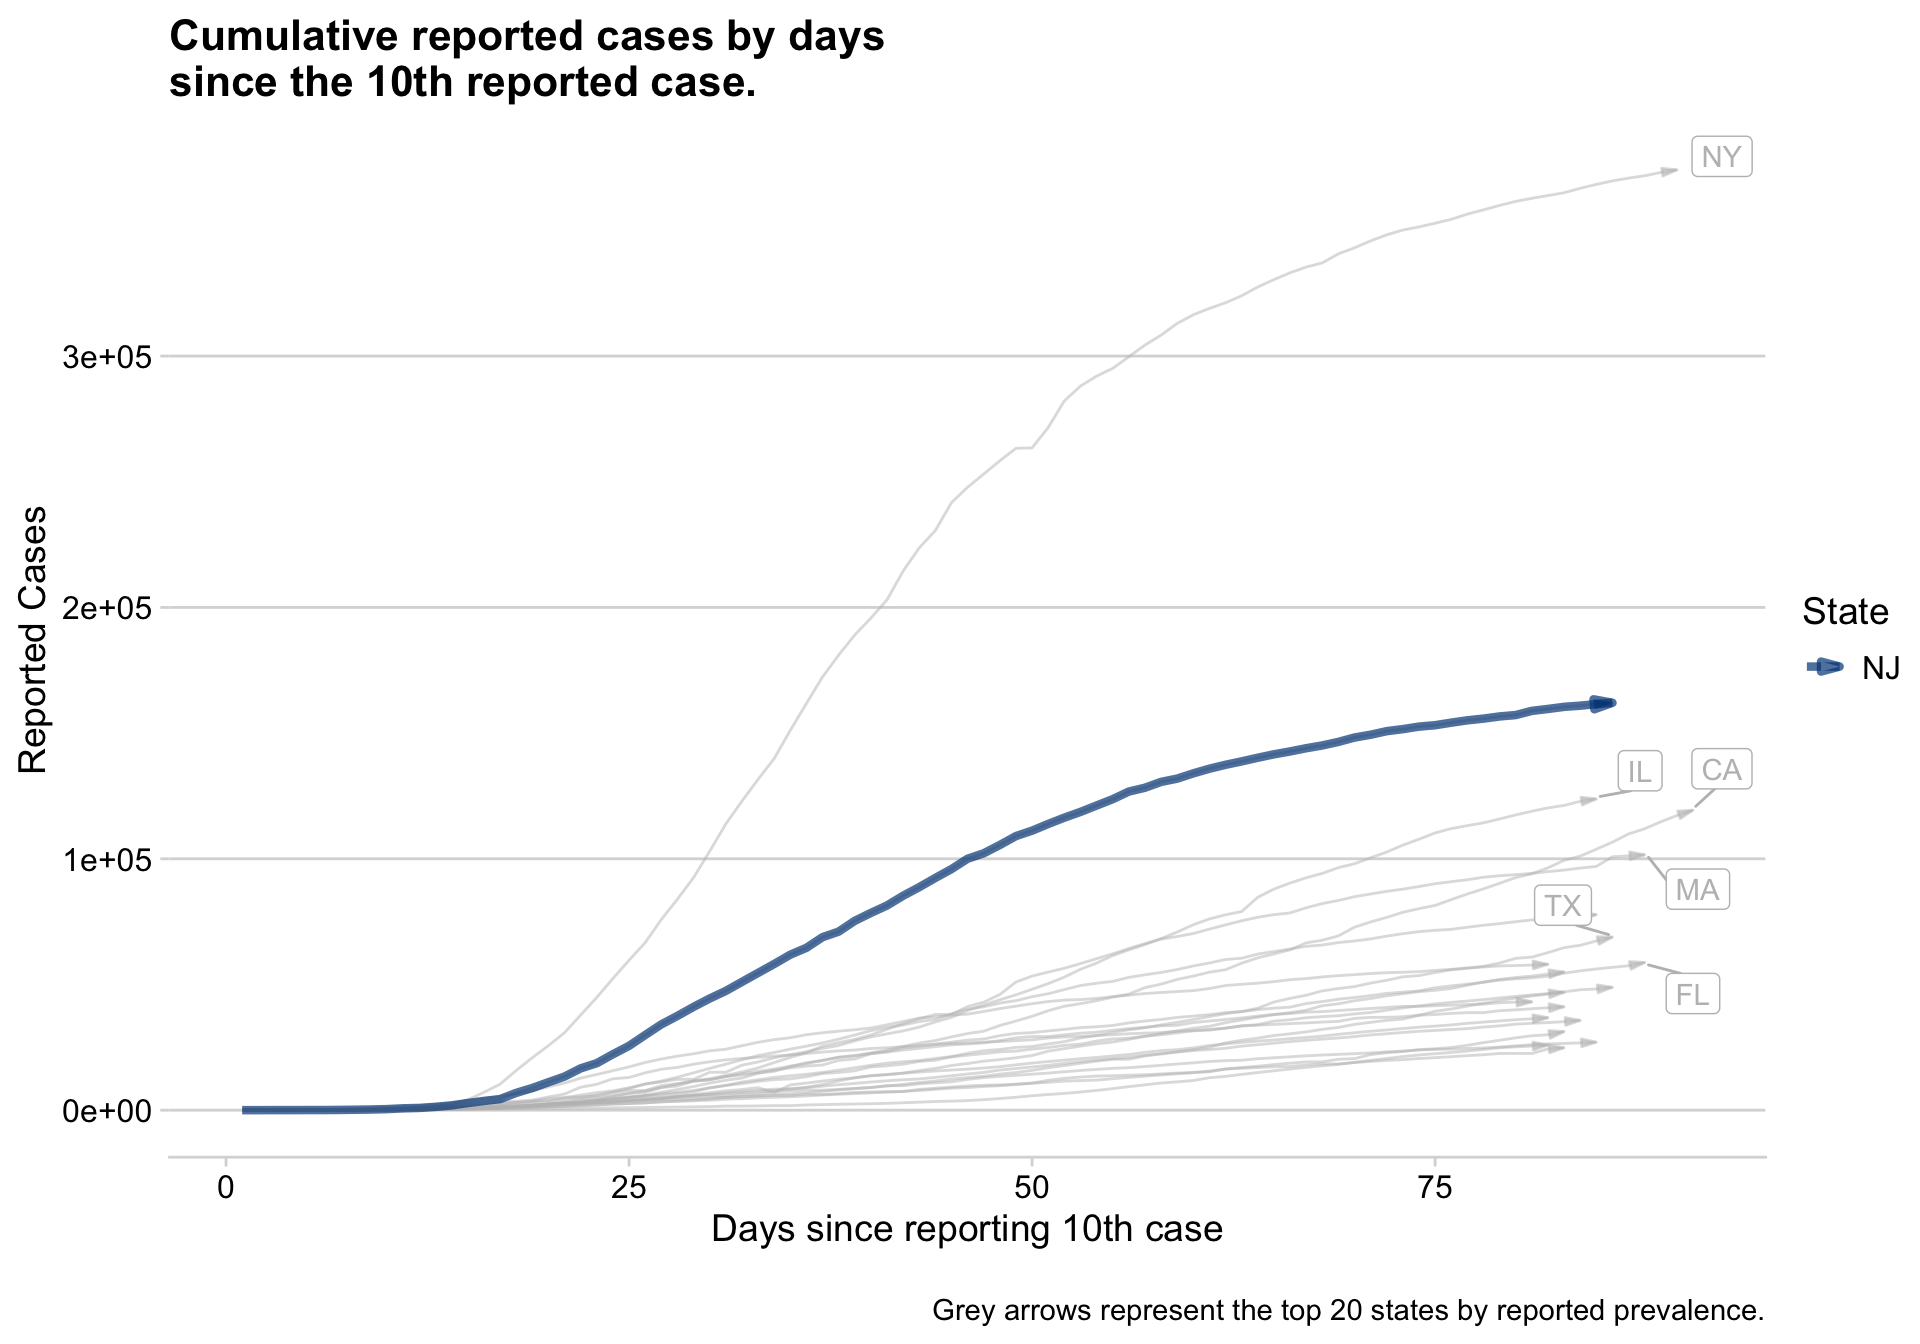 Cumulative reported cases by days
since the 10th reported case.
NY
3e+05
Reported Cases
2e+05
State
NJ
IL
CA
1e+05
MA
TX
FL
0e+00
0
25
50
75
Days since reporting 10th case
Grey arrows represent the top 20 states by reported prevalence.